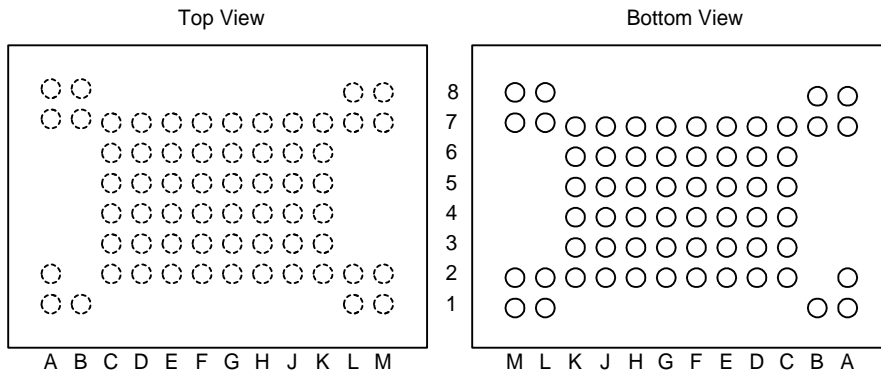 Top View
Bottom View
8
7
6
5
4
3
2
1
A B C D E F G H J K L M
M L K J H G F E D C B A